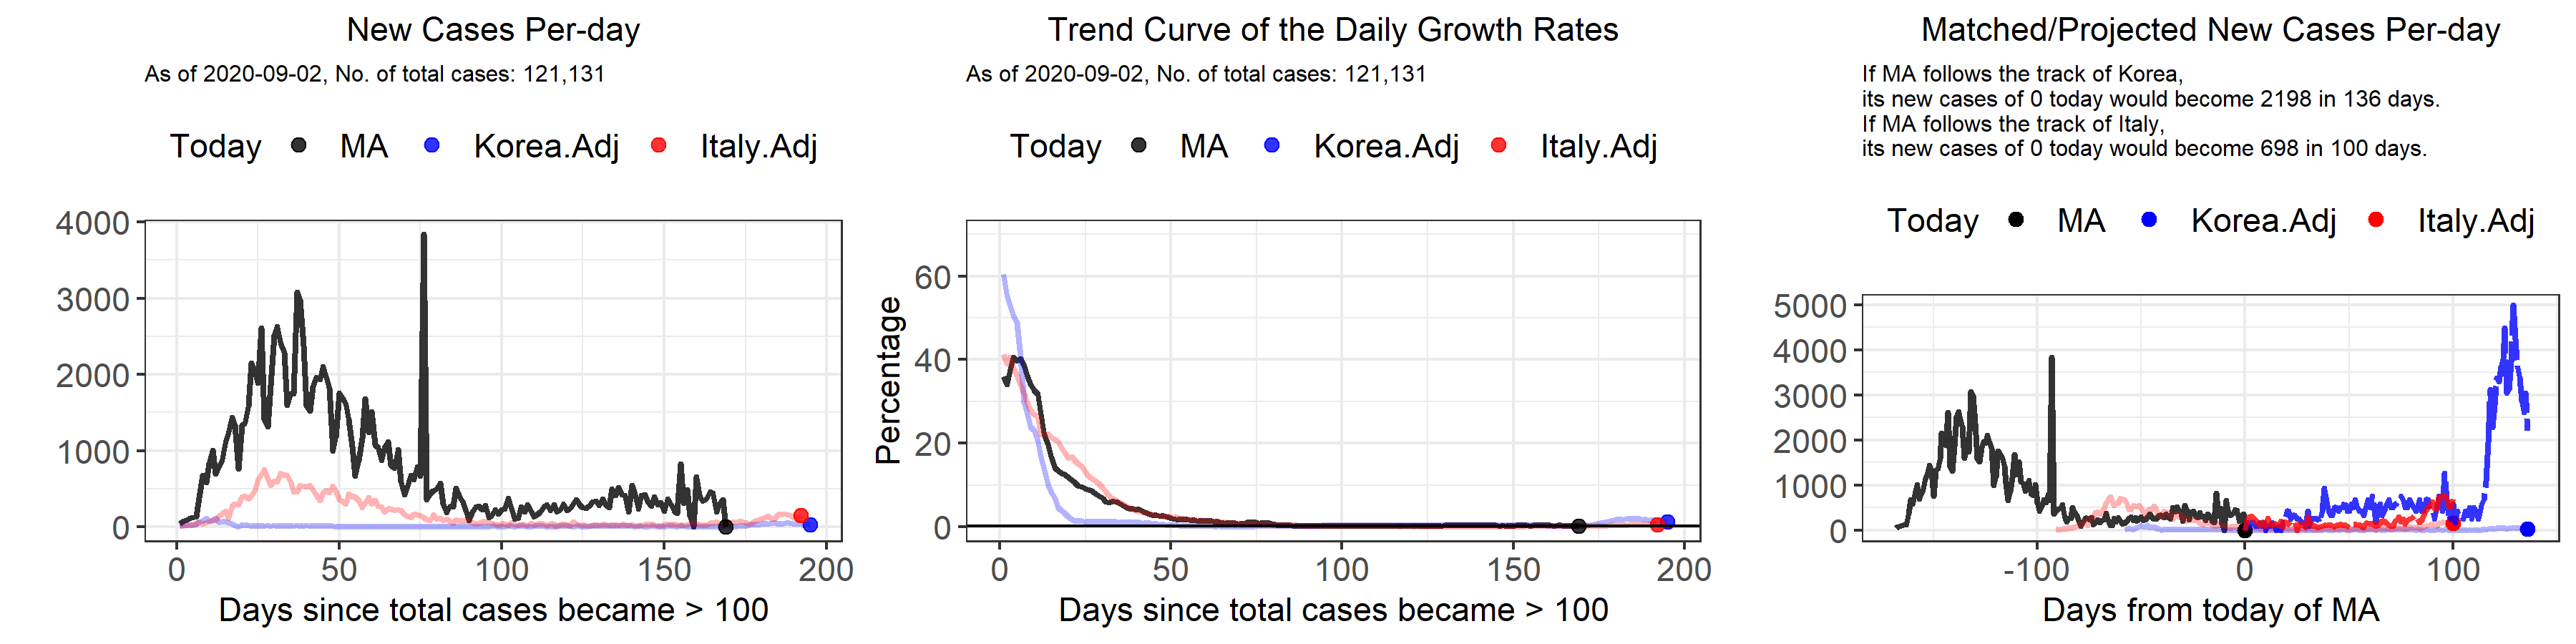 New Cases Per-day
As of 2020-09-02, No. of total cases: 121,131
Today MA Korea.Adj Italy.Adj
4000
3000
2000
1000
0
0 50 100 150 200
Days since total cases became > 100
Trend Curve of the Daily Growth Rates
As of 2020-09-02, No. of total cases: 121,131
Today MA Korea.Adj Italy.Adj
Percentage
60
40
20
0
0 50 100 150 200
Days since total cases became > 100
Matched/Projected New Cases Per-day
If MA follows the track of Korea,
its new cases of 0 today would become 2198 in 136 days.
If MA follows the track of Italy,
its new cases of 0 today would become 698 in 100 days.
Today MA Korea.Adj Italy.Adj
5000
4000
3000
2000
1000
0
-100 0 100
Days from today of MA